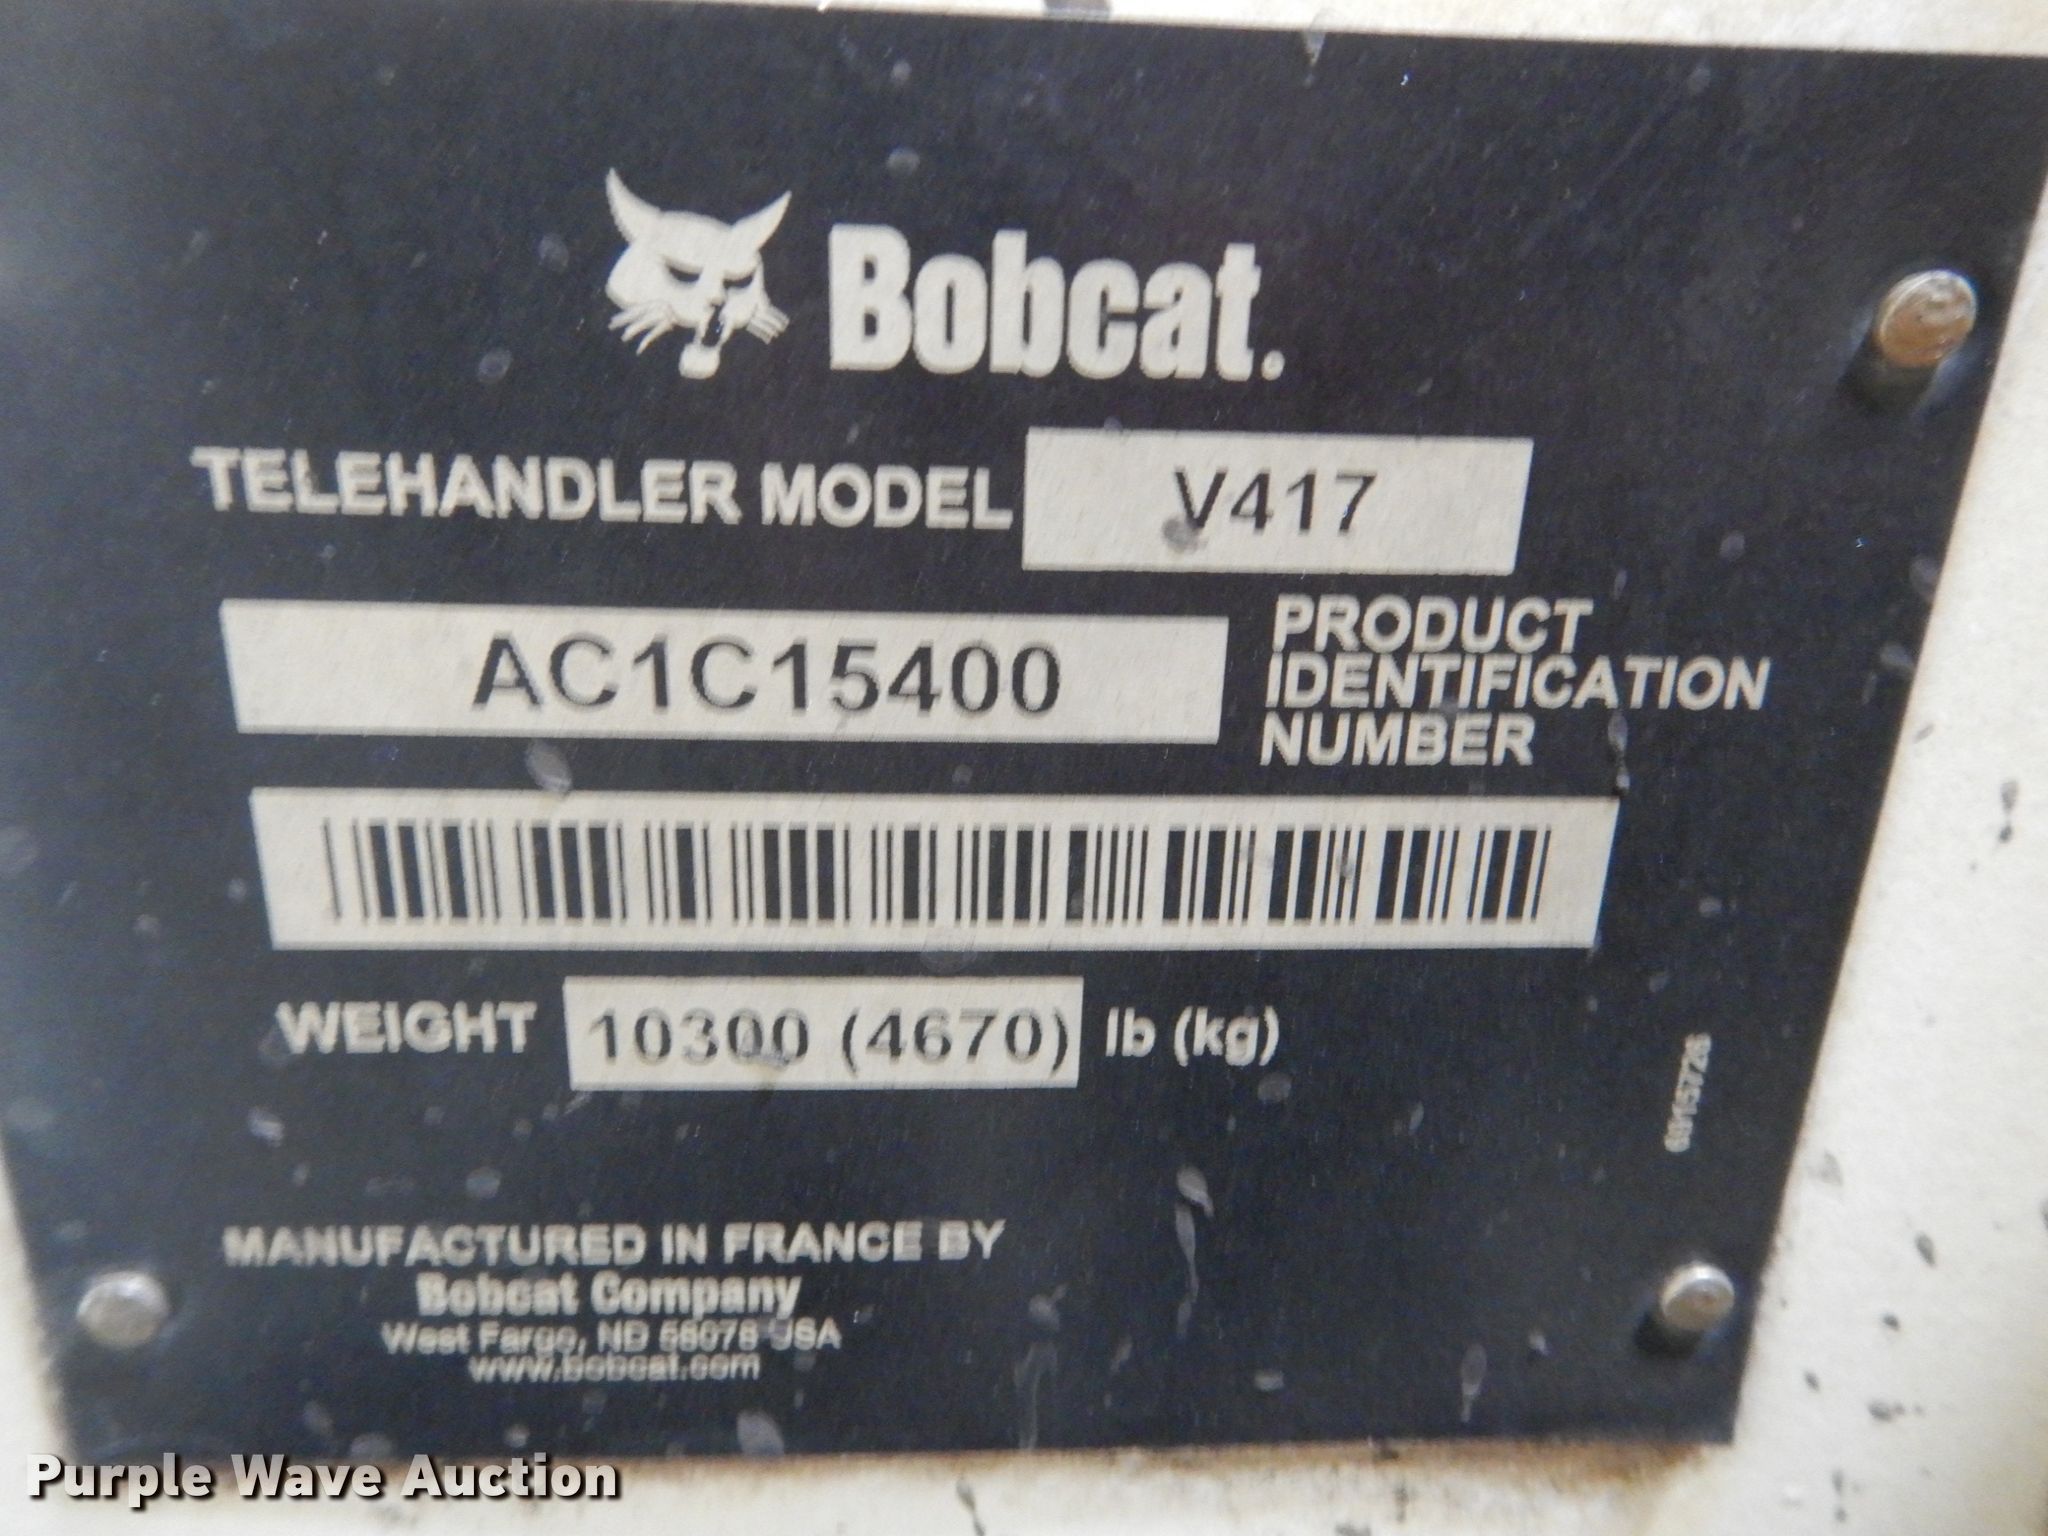 Bobcat.
TELEHANDLER MODEL V417
AC1C15400
PRODUCT
IDENTIFICATION
NUMBER
WEIGHT 10300 (4670) lb (kg)
MANUFACTURED IN FRANCE BY
Bobcat Company
West Fargo, ND 58078 USA
www.bobcat.com
Purple Wave Auction